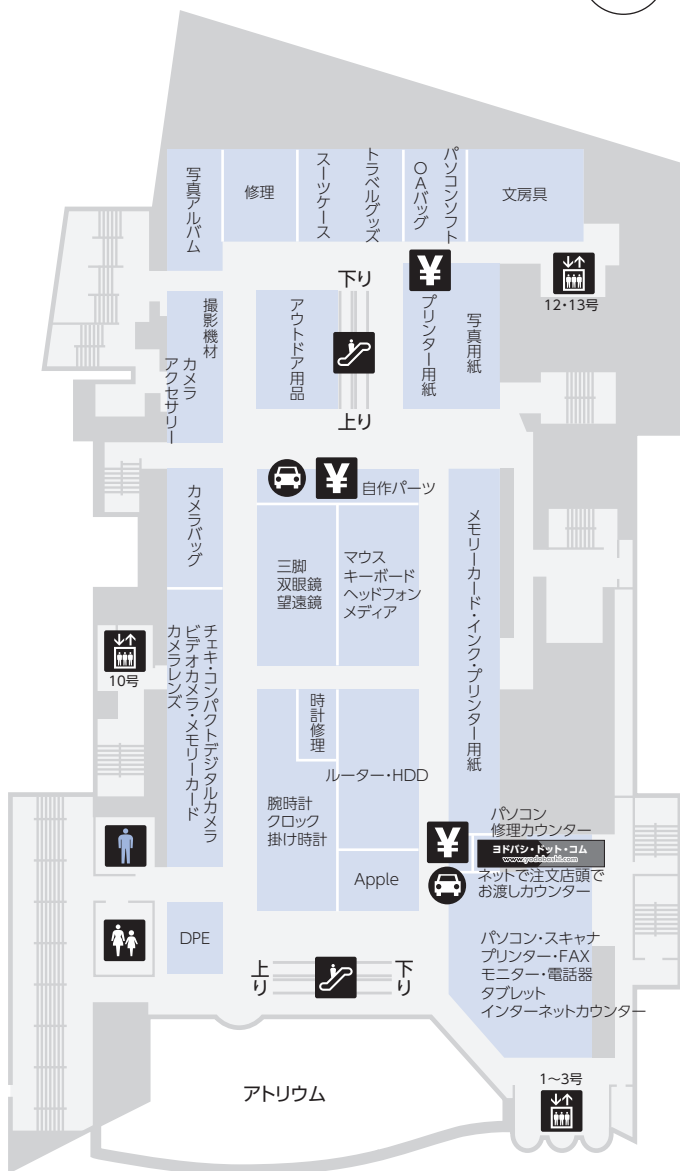 写真アルバム
修理
スーツケース
トラベルグッズ
OAバッグ
パソコンソフト
文房具
12・13号
撮影機材
カメラ
アクセサリー
アウトドア用品
下り
上り
¥
プリンター用紙
写真用紙
カメラバッグ
¥
自作パーツ
三脚
双眼鏡
望遠鏡
マウス
キーボード
ヘッドフォン
メディア
メモリーカード・インク・プリンター用紙
10号
チェキ・コンパクトデジタルカメラ
ビデオカメラ・メモリーカード
カメラレンズ
時計修理
ルーター・HDD
腕時計
クロック
掛け時計
Apple
¥
パソコン
修理カウンター
ヨドバシ・ドット・コム
www.yodobashi.com
ネットで注文店頭で
お渡しカウンター
DPE
上り
下り
パソコン・スキャナ
プリンター・FAX
モニター・電話器
タブレット
インターネットカウンター
アトリウム
1~3号